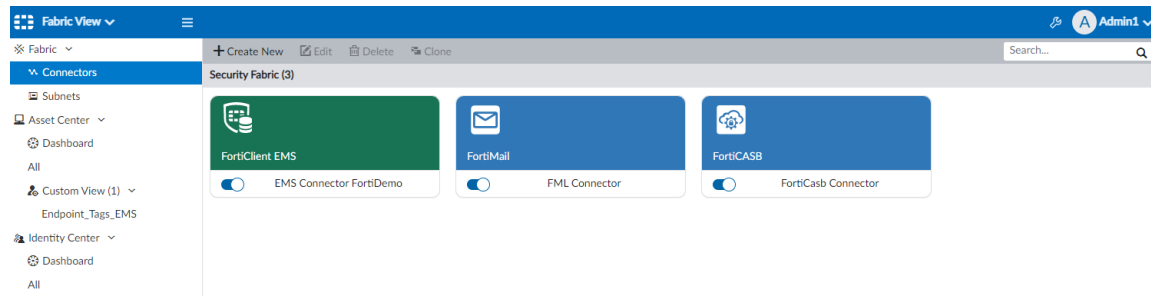 Fabric View
A Admin1
Fabric
Create New Edit Delete Clone
Search...
Connectors
Security Fabric (3)
Subnets
Asset Center
Dashboard
All
Custom View (1)
Endpoint_Tags_EMS
Identity Center
Dashboard
All
FortiClient EMS
EMS Connector FortiDemo
FortiMail
FML Connector
FortiCASB
FortiCasb Connector